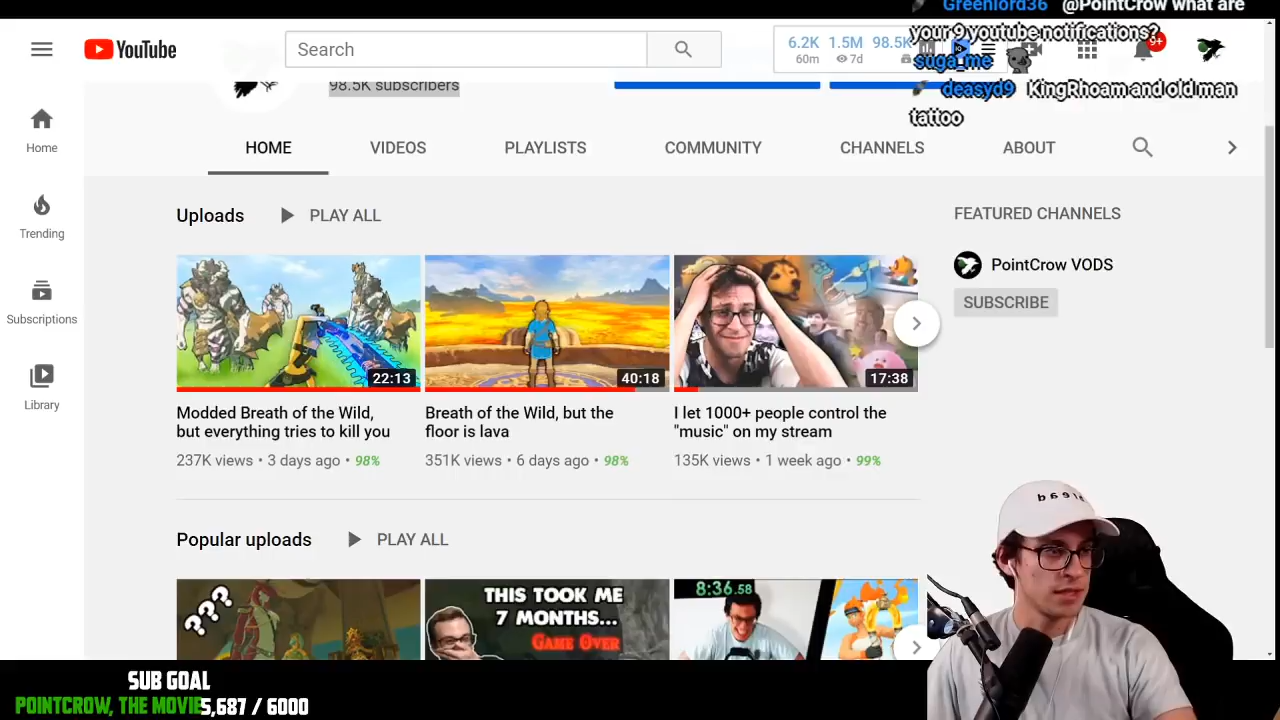 Greenlord36 @PointCrow what are
your 9 youtube notifications?
suga_me
deasyd9 KingRhoam and old man
tattoo
YouTube
Search
6.2K 1.5M 98.5K
60m 7d
9+
98.5K subscribers
Home
Trending
Subscriptions
Library
HOME VIDEOS PLAYLISTS COMMUNITY CHANNELS ABOUT
Uploads PLAY ALL
FEATURED CHANNELS
PointCrow VODS
SUBSCRIBE
22:13
40:18
17:38
Modded Breath of the Wild,
but everything tries to kill you
237K views • 3 days ago • 98%
Breath of the Wild, but the
floor is lava
351K views • 6 days ago • 98%
I let 1000+ people control the
"music" on my stream
135K views • 1 week ago • 99%
Popular uploads PLAY ALL
???
THIS TOOK ME
7 MONTHS...
GAME OVER
8:36.58
SUB GOAL
POINTCROW, THE MOVIE 5,687 / 6000